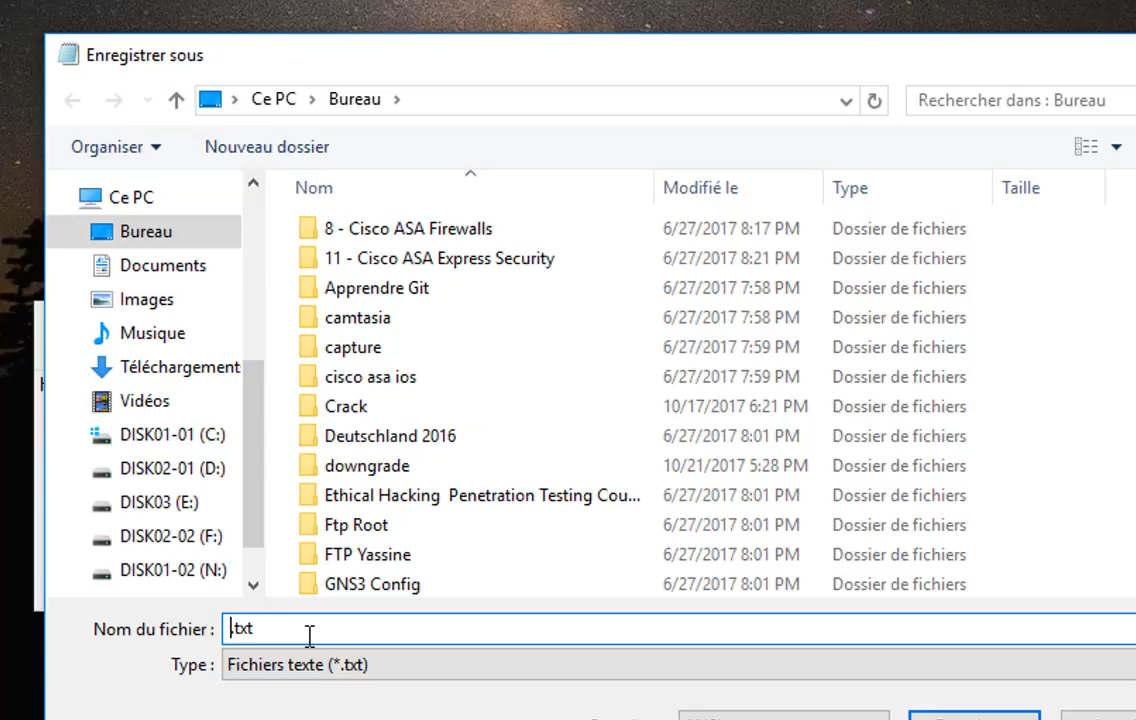 Enregistrer sous
Ce PC > Bureau >
Rechercher dans : Bureau
Organiser
Nouveau dossier
Nom
Modifié le
Type
Taille
Ce PC
Bureau
Documents
Images
Musique
Téléchargement
Vidéos
DISK01-01 (C:)
DISK02-01 (D:)
DISK03 (E:)
DISK02-02 (F:)
DISK01-02 (N:)
8 - Cisco ASA Firewalls 6/27/2017 8:17 PM Dossier de fichiers
11 - Cisco ASA Express Security 6/27/2017 8:21 PM Dossier de fichiers
Apprendre Git 6/27/2017 7:58 PM Dossier de fichiers
camtasia 6/27/2017 7:58 PM Dossier de fichiers
capture 6/27/2017 7:59 PM Dossier de fichiers
cisco asa ios 6/27/2017 7:59 PM Dossier de fichiers
Crack 10/17/2017 6:21 PM Dossier de fichiers
Deutschland 2016 6/27/2017 8:01 PM Dossier de fichiers
downgrade 10/21/2017 5:28 PM Dossier de fichiers
Ethical Hacking  Penetration Testing Cou... 6/27/2017 8:01 PM Dossier de fichiers
Ftp Root 6/27/2017 8:01 PM Dossier de fichiers
FTP Yassine 6/27/2017 8:01 PM Dossier de fichiers
GNS3 Config 6/27/2017 8:01 PM Dossier de fichiers
Nom du fichier : .txt
Type : Fichiers texte (*.txt)